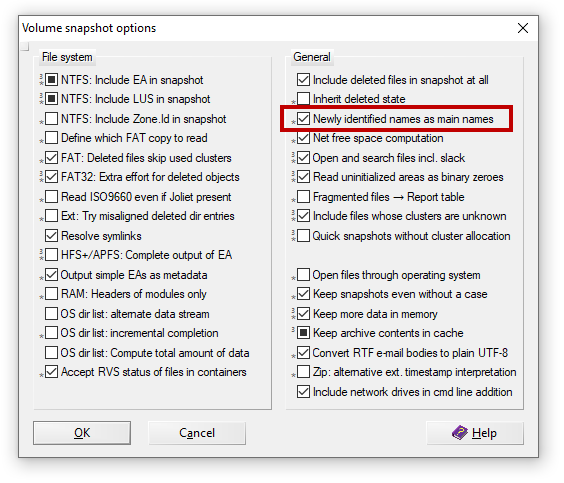 Volume snapshot options
File system
NTFS: Include EA in snapshot
NTFS: Include LUS in snapshot
NTFS: Include Zone.Id in snapshot
Define which FAT copy to read
FAT: Deleted files skip used clusters
FAT32: Extra effort for deleted objects
Read ISO9660 even if Joliet present
Ext: Try misaligned deleted dir entries
Resolve symlinks
HFS+/APFS: Complete output of EA
Output simple EAs as metadata
RAM: Headers of modules only
OS dir list: alternate data stream
OS dir list: incremental completion
OS dir list: Compute total amount of data
Accept RVS status of files in containers
General
Include deleted files in snapshot at all
Inherit deleted state
Newly identified names as main names
Net free space computation
Open and search files incl. slack
Read uninitialized areas as binary zeroes
Fragmented files → Report table
Include files whose clusters are unknown
Quick snapshots without cluster allocation
Open files through operating system
Keep snapshots even without a case
Keep more data in memory
Keep archive contents in cache
Convert RTF e-mail bodies to plain UTF-8
Zip: alternative ext. timestamp interpretation
Include network drives in cmd line addition
OK
Cancel
Help